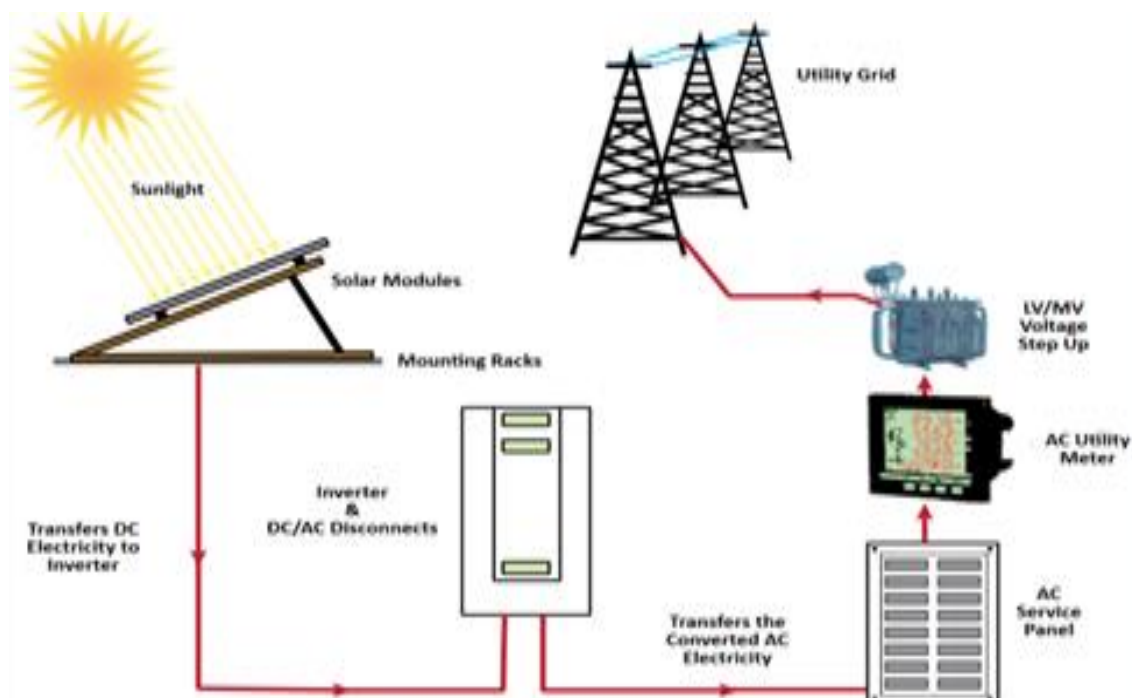 Sunlight
Solar Modules
Mounting Racks
Transfers DC
Electricity to
Inverter
Inverter
&
DC/AC Disconnects
Transfers the
Converted AC
Electricity
AC
Service
Panel
AC Utility
Meter
LV/MV
Voltage
Step Up
Utility Grid